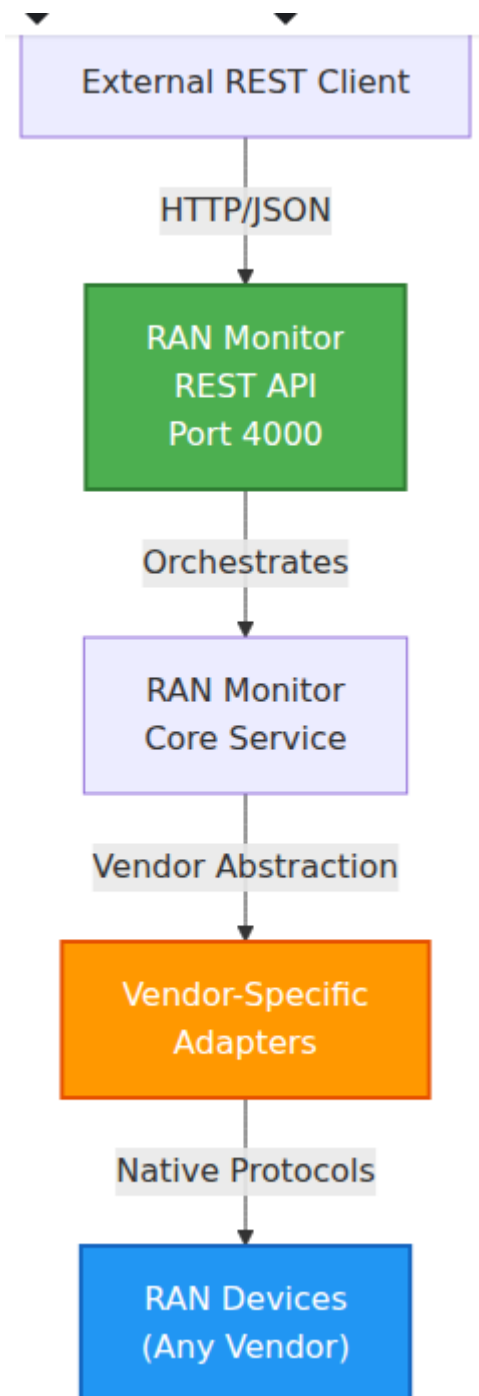 External REST Client
HTTP/JSON
RAN Monitor
REST API
Port 4000
Orchestrates
RAN Monitor
Core Service
Vendor Abstraction
Vendor-Specific
Adapters
Native Protocols
RAN Devices
(Any Vendor)